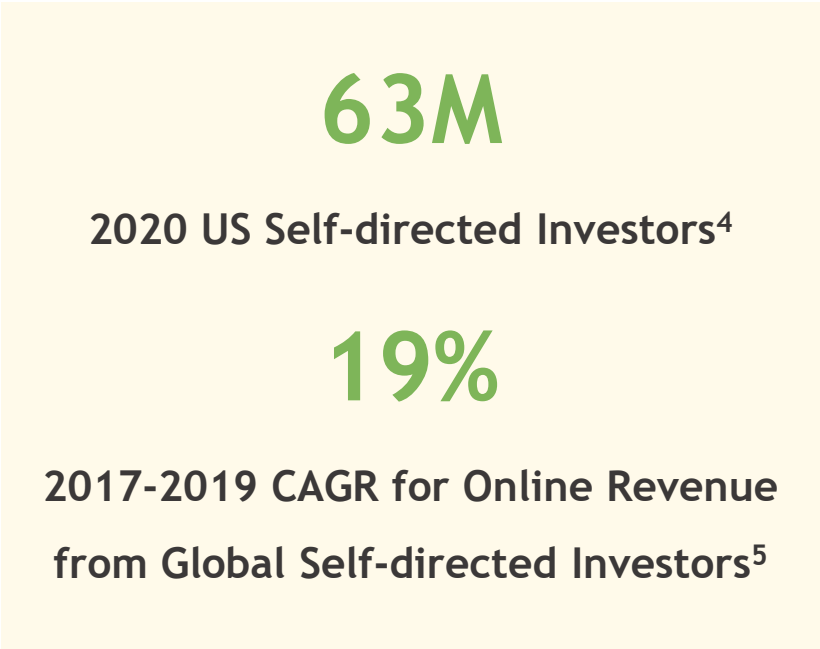 63M
2020 US Self-directed Investors⁴
19%
2017-2019 CAGR for Online Revenue
from Global Self-directed Investors⁵